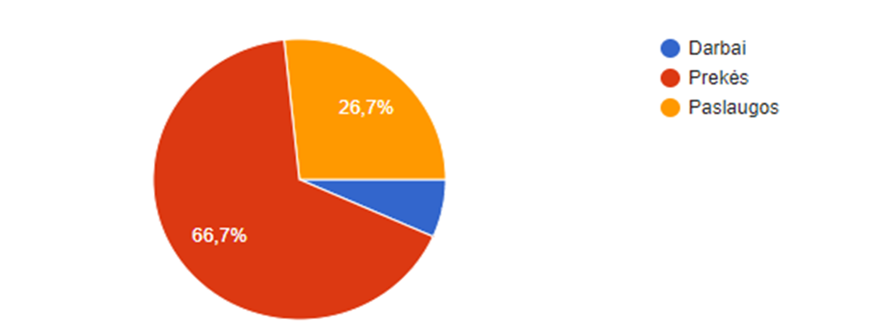 Darbai
Prekės
Paslaugos
26,7%
66,7%